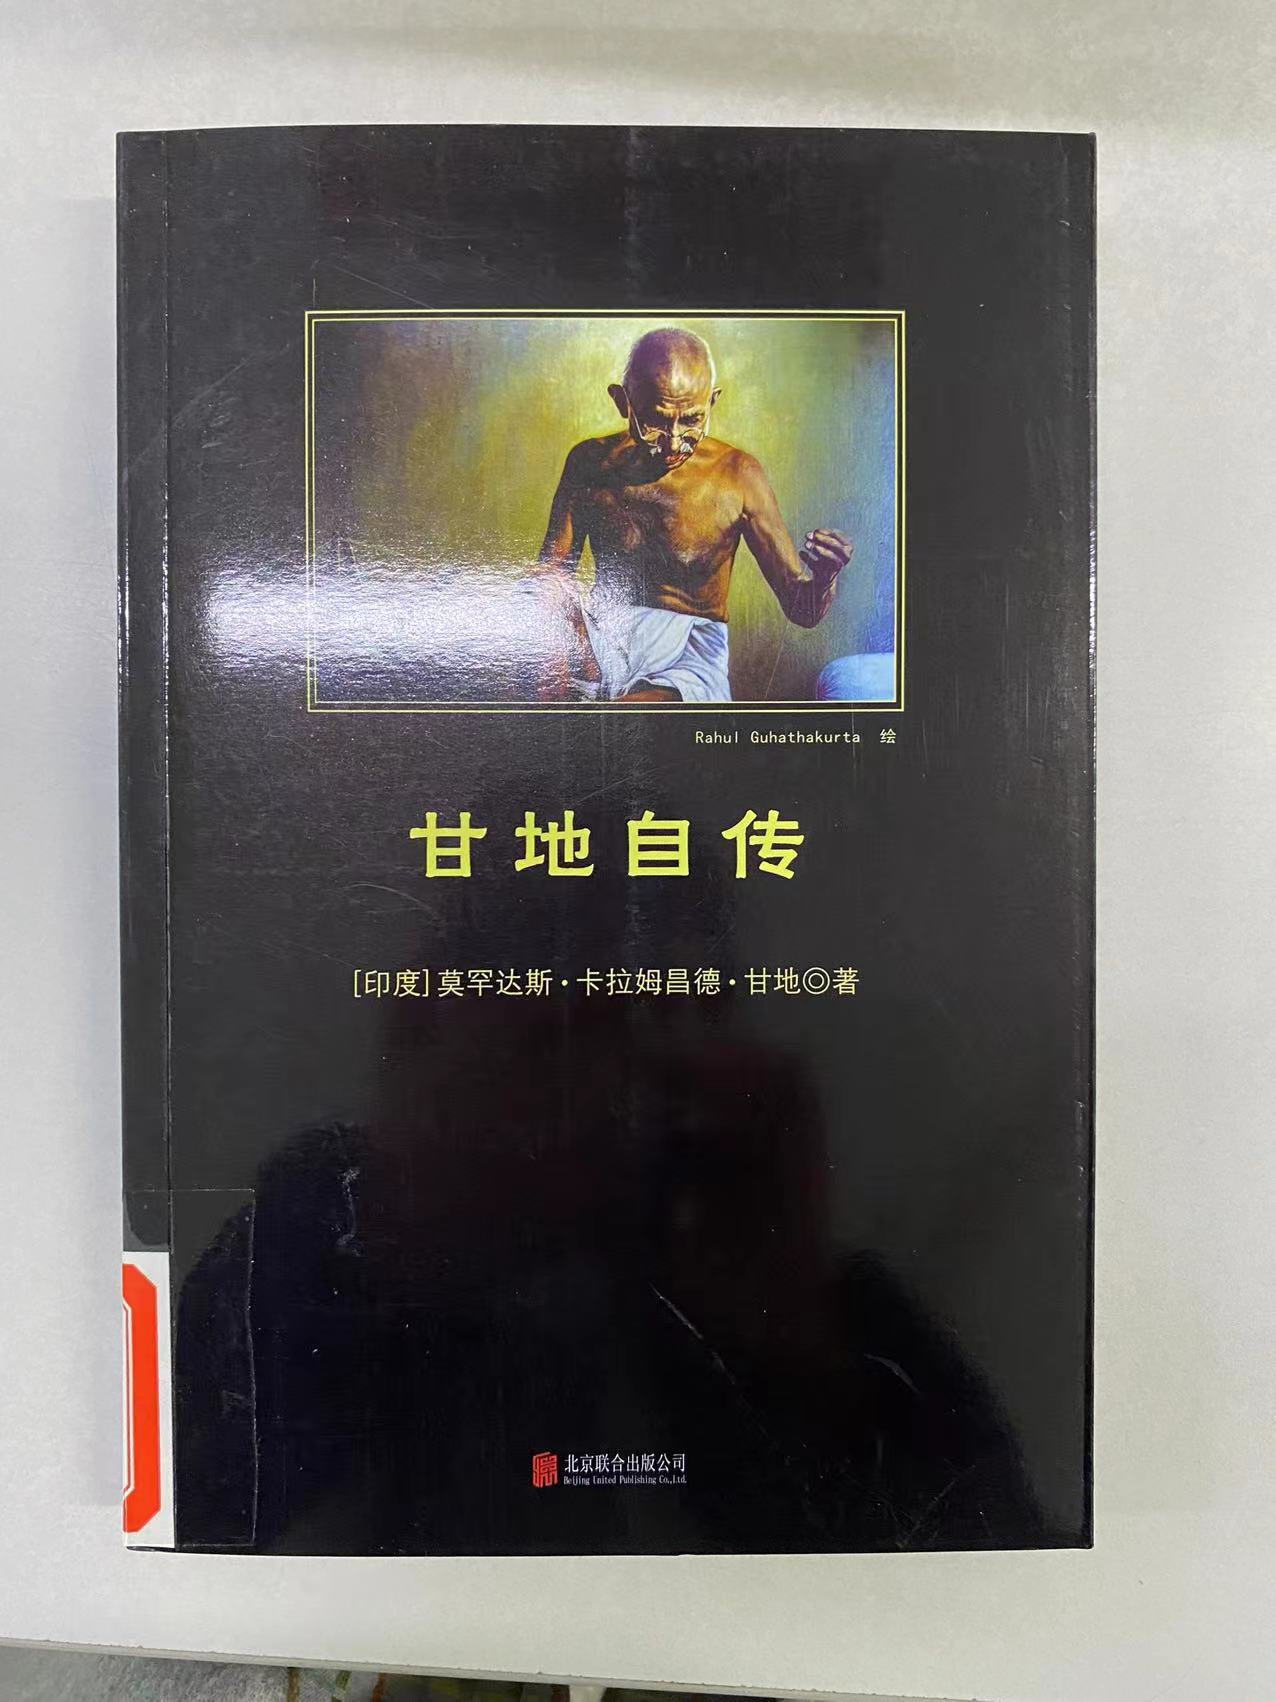 Rahul Guhathakurta 绘
甘地自传
[印度]莫罕达斯·卡拉姆昌德·甘地◎著
北京联合出版公司
Beijing United Publishing Co.,Ltd.